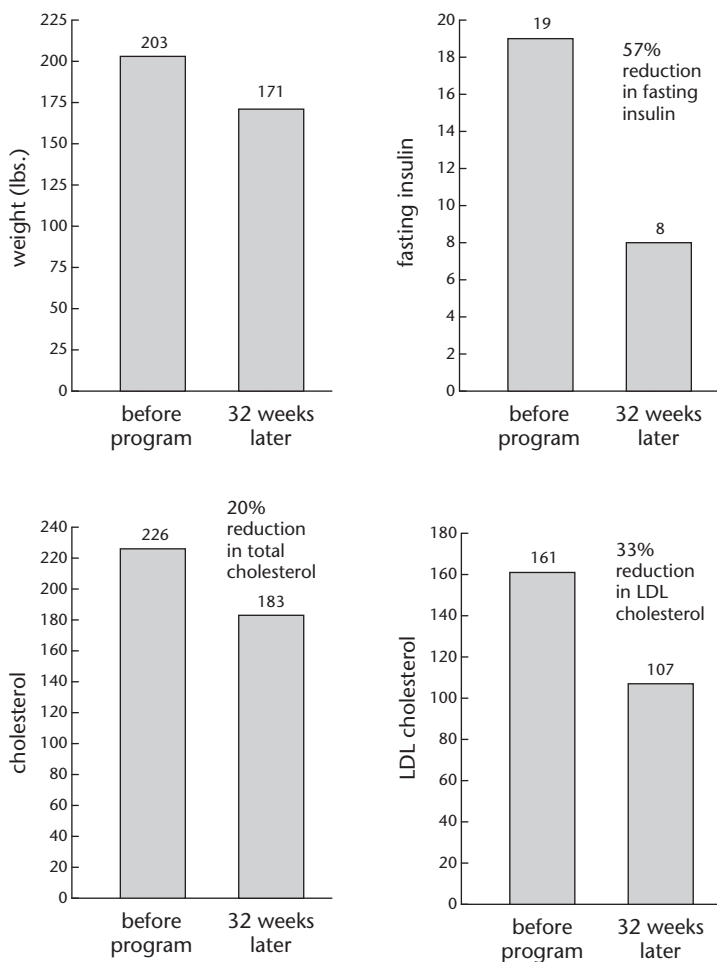 225
203
200
175
171
150
125
100
75
50
25
0
weight (lbs.)
before
program
32 weeks
later
20
19
18
16
14
12
10
8
8
6
4
2
0
57%
reduction
in fasting
insulin
fasting insulin
before
program
32 weeks
later
240
226
220
200
183
180
160
140
120
100
80
60
40
20
0
20%
reduction
in total
cholesterol
cholesterol
before
program
32 weeks
later
180
161
160
140
120
107
100
80
60
40
20
0
33%
reduction
in LDL
cholesterol
LDL cholesterol
before
program
32 weeks
later